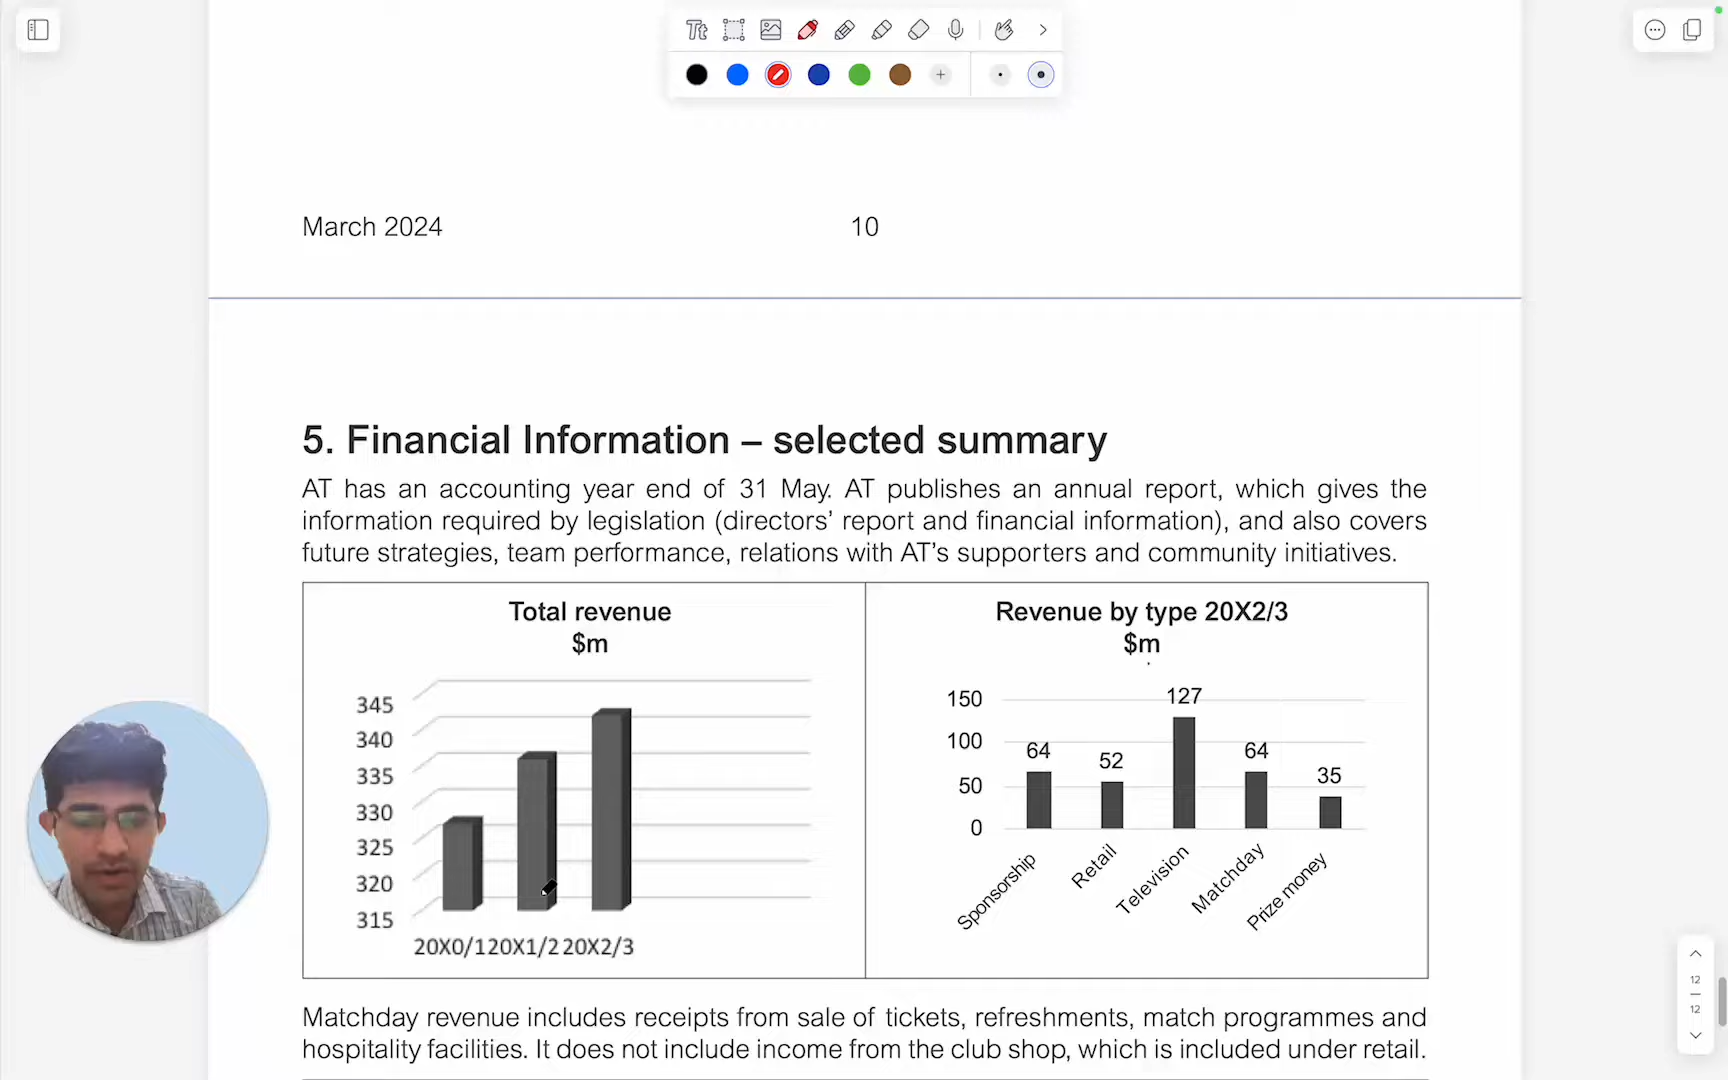 Tt
March 2024
10
5. Financial Information – selected summary
AT has an accounting year end of 31 May. AT publishes an annual report, which gives the
information required by legislation (directors’ report and financial information), and also covers
future strategies, team performance, relations with AT’s supporters and community initiatives.
Total revenue
$m
345
340
335
330
325
320
315
20X0/1 20X1/2 20X2/3
Revenue by type 20X2/3
$m
150
100
50
0
64
52
127
64
35
Sponsorship
Retail
Television
Matchday
Prize money
Matchday revenue includes receipts from sale of tickets, refreshments, match programmes and
hospitality facilities. It does not include income from the club shop, which is included under retail.
12
12